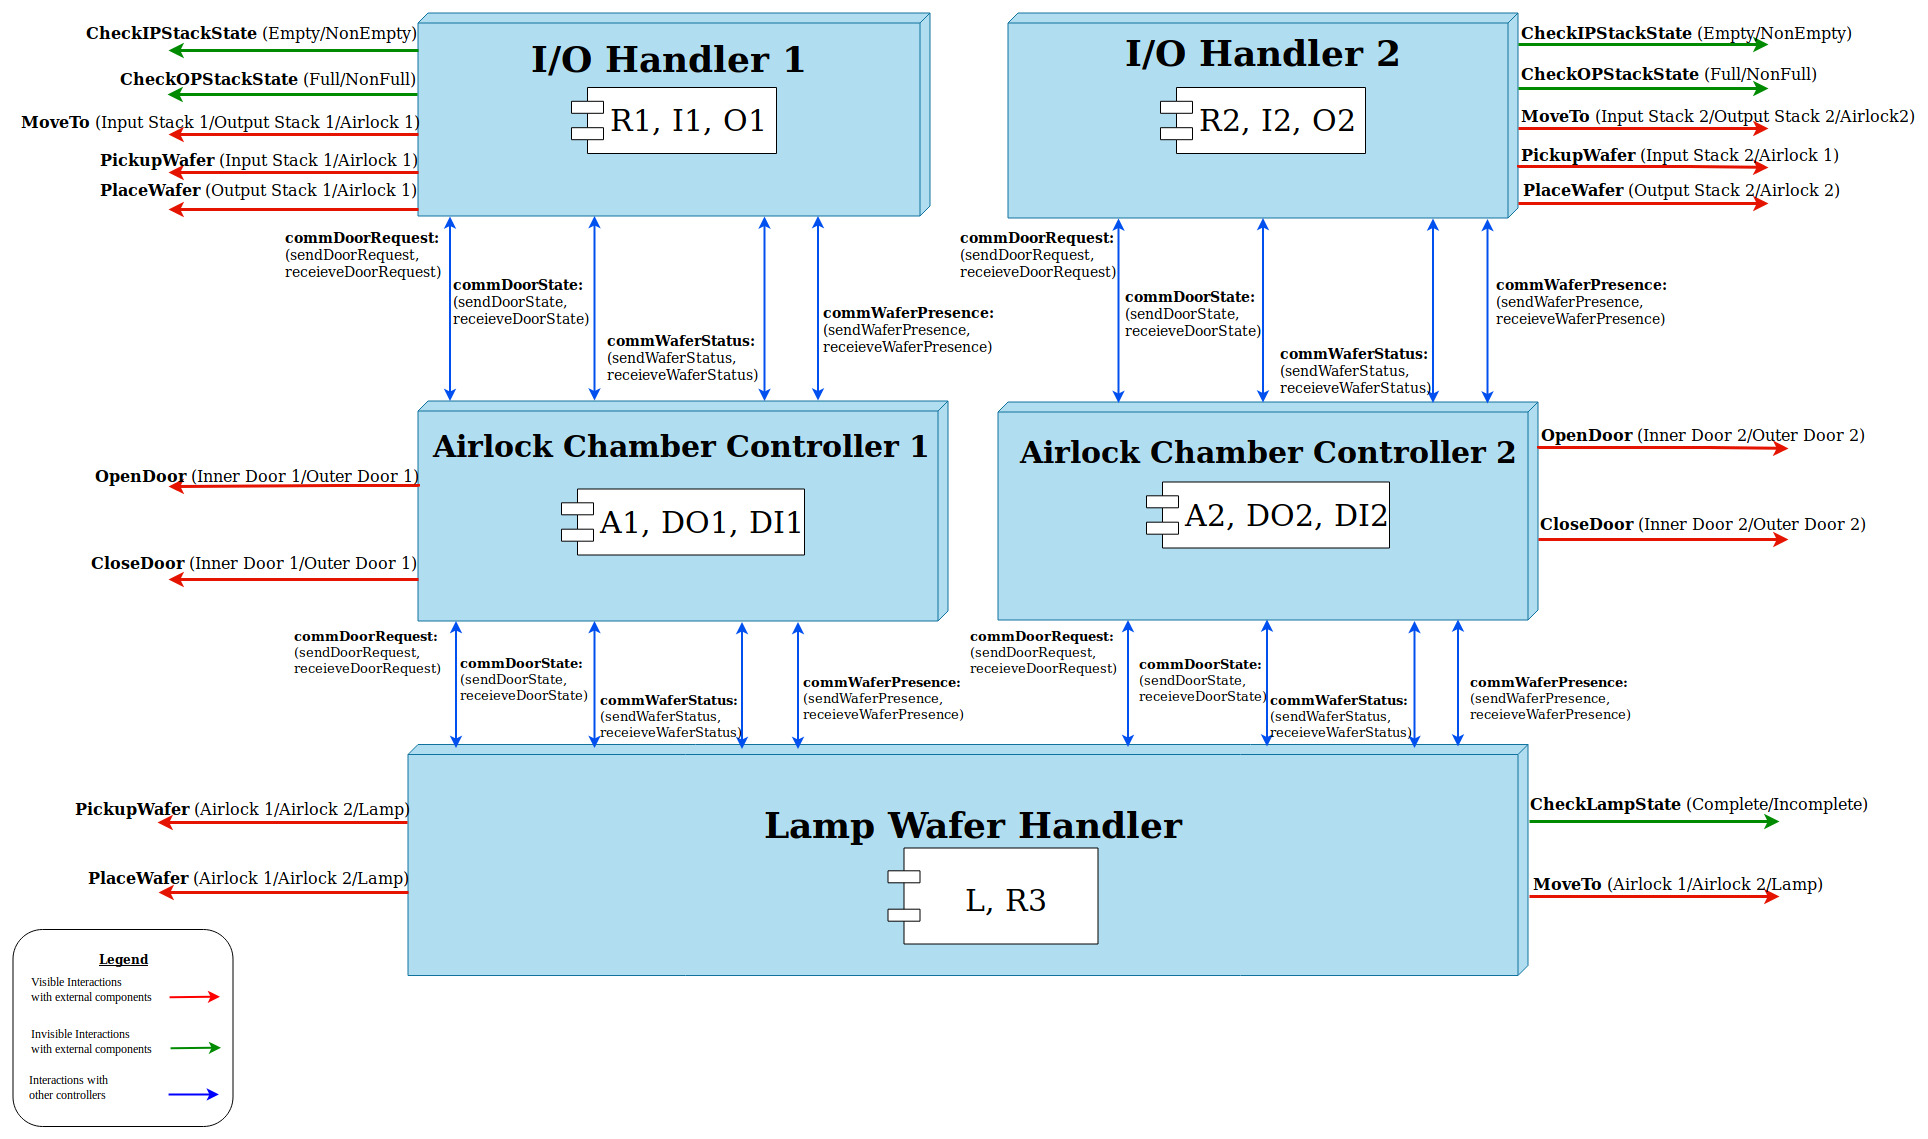 CheckIPStackState (Empty/NonEmpty)
CheckOPStackState (Full/NonFull)
MoveTo (Input Stack 1/Output Stack 1/Airlock 1)
PickupWafer (Input Stack 1/Airlock 1)
PlaceWafer (Output Stack 1/Airlock 1)
I/O Handler 1
R1, I1, O1
I/O Handler 2
R2, I2, O2
CheckIPStackState (Empty/NonEmpty)
CheckOPStackState (Full/NonFull)
MoveTo (Input Stack 2/Output Stack 2/Airlock2)
PickupWafer (Input Stack 2/Airlock 1)
PlaceWafer (Output Stack 2/Airlock 2)
commDoorRequest:
(sendDoorRequest,
receieveDoorRequest)
commDoorState:
(sendDoorState,
receieveDoorState)
commWaferStatus:
(sendWaferStatus,
receieveWaferStatus)
commWaferPresence:
(sendWaferPresence,
receieveWaferPresence)
commDoorRequest:
(sendDoorRequest,
receieveDoorRequest)
commDoorState:
(sendDoorState,
receieveDoorState)
commWaferStatus:
(sendWaferStatus,
receieveWaferStatus)
commWaferPresence:
(sendWaferPresence,
receieveWaferPresence)
OpenDoor (Inner Door 1/Outer Door 1)
CloseDoor (Inner Door 1/Outer Door 1)
Airlock Chamber Controller 1
A1, DO1, DI1
Airlock Chamber Controller 2
A2, DO2, DI2
OpenDoor (Inner Door 2/Outer Door 2)
CloseDoor (Inner Door 2/Outer Door 2)
commDoorRequest:
(sendDoorRequest,
receieveDoorRequest)
commDoorState:
(sendDoorState,
receieveDoorState)
commWaferStatus:
(sendWaferStatus,
receieveWaferStatus)
commWaferPresence:
(sendWaferPresence,
receieveWaferPresence)
commDoorRequest:
(sendDoorRequest,
receieveDoorRequest)
commDoorState:
(sendDoorState,
receieveDoorState)
commWaferStatus:
(sendWaferStatus,
receieveWaferStatus)
commWaferPresence:
(sendWaferPresence,
receieveWaferPresence)
PickupWafer (Airlock 1/Airlock 2/Lamp)
PlaceWafer (Airlock 1/Airlock 2/Lamp)
Lamp Wafer Handler
L, R3
CheckLampState (Complete/Incomplete)
MoveTo (Airlock 1/Airlock 2/Lamp)
Legend
Visible Interactions
with external components
Invisible Interactions
with external components
Interactions with
other controllers